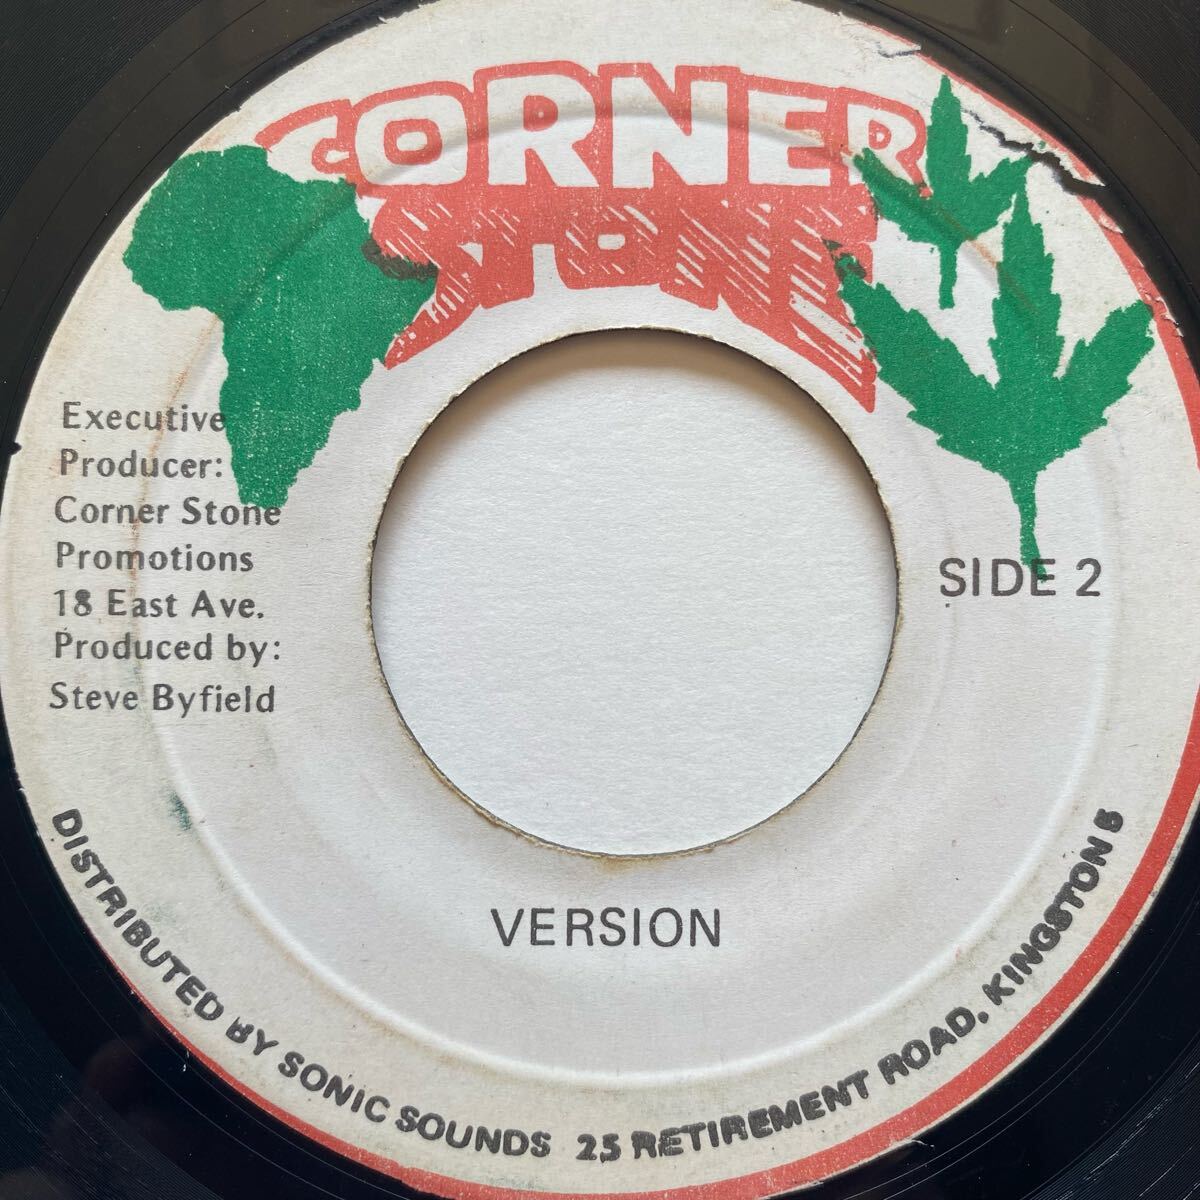 CORNER
STONE
Executive
Producer:
Corner Stone
Promotions
18 East Ave.
Produced by:
Steve Byfield
SIDE 2
VERSION
DISTRIBUTED BY SONIC SOUNDS 25 RETIREMENT ROAD, KINGSTON 5